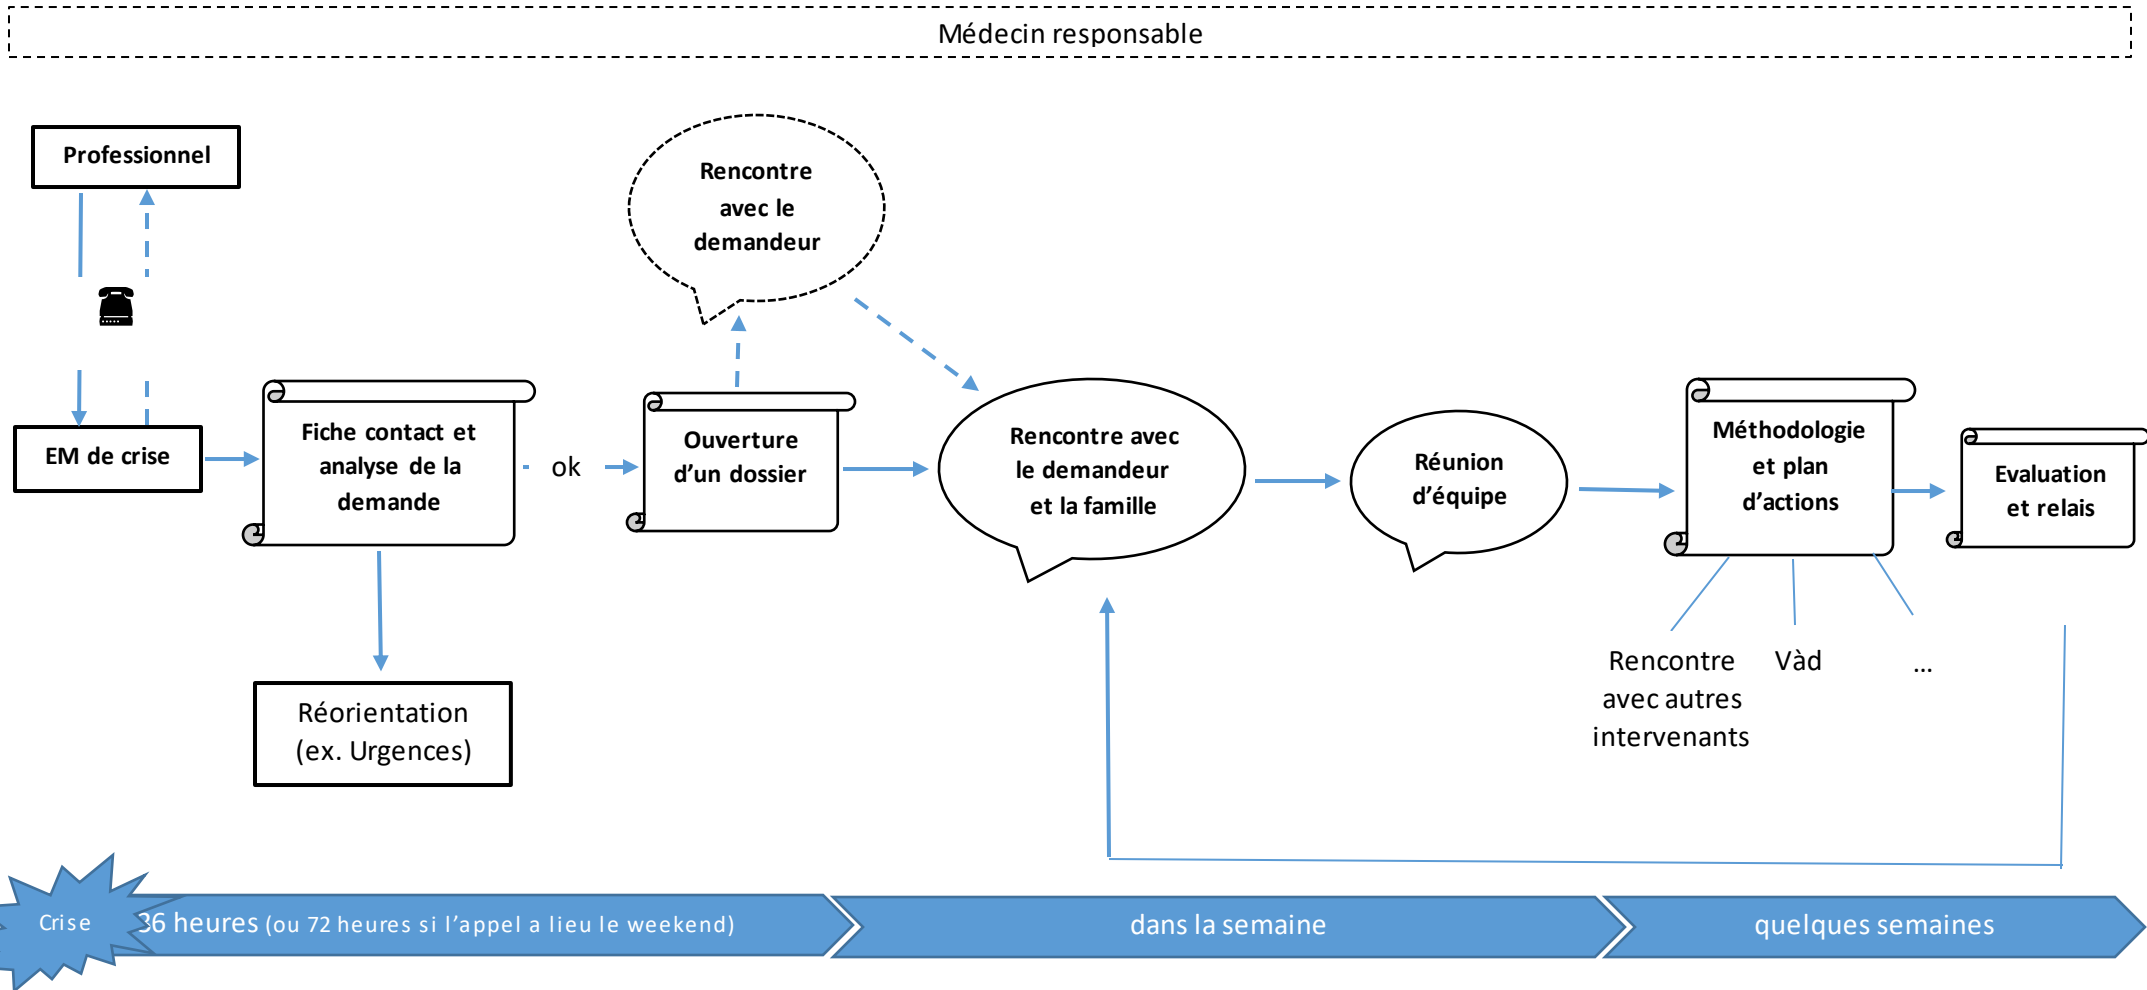 Médecin responsable
Professionnel
Rencontre
avec le
demandeur
EM de crise
Fiche contact et
analyse de la
demande
ok
Ouverture
d’un dossier
Rencontre avec
le demandeur
et la famille
Réunion
d’équipe
Méthodologie
et plan
d’actions
Evaluation
et relais
Réorientation
(ex. Urgences)
Rencontre
avec autres
intervenants
Vàd
...
Crise
36 heures (ou 72 heures si l’appel a lieu le weekend)
dans la semaine
quelques semaines